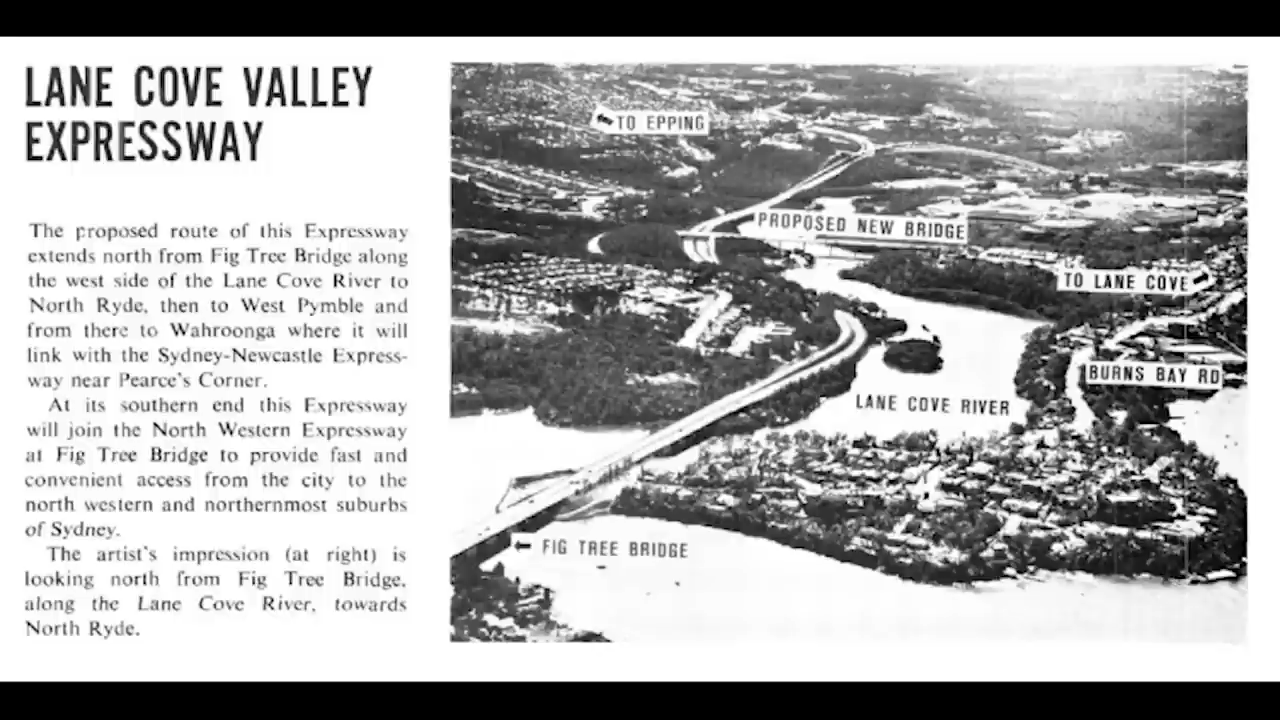 LANE COVE VALLEY
EXPRESSWAY
The proposed route of this Expressway
extends north from Fig Tree Bridge along
the west side of the Lane Cove River to
North Ryde, then to West Pymble and
from there to Wahroonga where it will
link with the Sydney-Newcastle Express-
way near Pearce's Corner.
At its southern end this Expressway
will join the North Western Expressway
at Fig Tree Bridge to provide fast and
convenient access from the city to the
north western and northernmost suburbs
of Sydney.
The artist's impression (at right) is
looking north from Fig Tree Bridge,
along the Lane Cove River, towards
North Ryde.
TO EPPING
PROPOSED NEW BRIDGE
TO LANE COVE
BURNS BAY RD
LANE COVE RIVER
FIG TREE BRIDGE